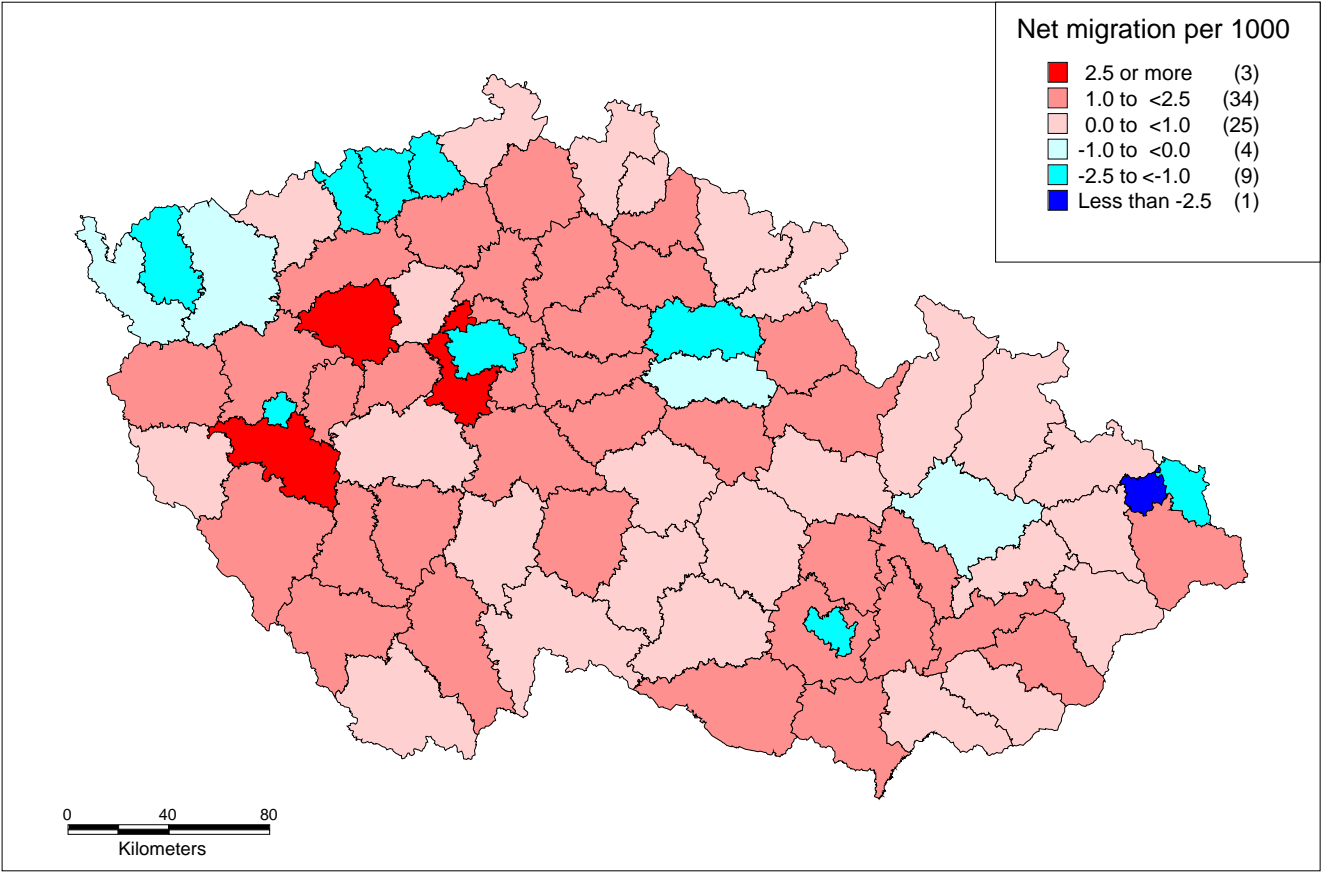 Net migration per 1000
2.5 or more (3)
1.0 to <2.5 (34)
0.0 to <1.0 (25)
-1.0 to <0.0 (4)
-2.5 to <-1.0 (9)
Less than -2.5 (1)
0 40 80
Kilometers